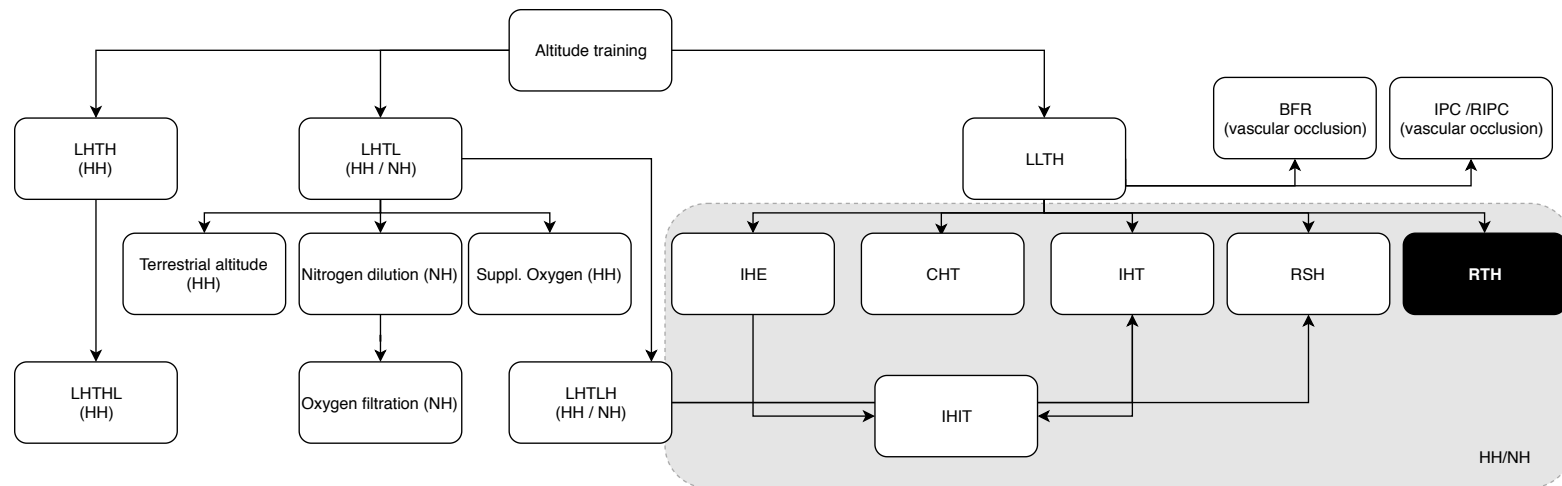 Altitude training
LHTH
(HH)
LHTL
(HH / NH)
LLTH
BFR
(vascular occlusion)
IPC /RIPC
(vascular occlusion)
Terrestrial altitude
(HH)
Nitrogen dilution (NH)
Suppl. Oxygen (HH)
IHE
CHT
IHT
RSH
RTH
LHTHL
(HH)
Oxygen filtration (NH)
LHTLH
(HH / NH)
IHIT
HH/NH